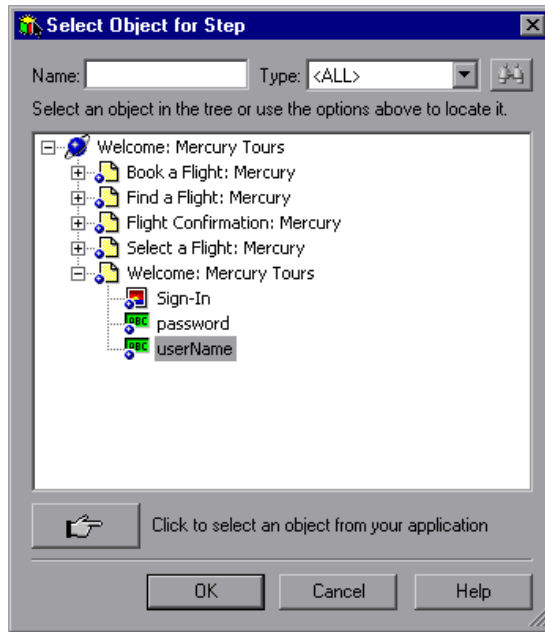 Select Object for Step
Name: Type: <ALL>
Select an object in the tree or use the options above to locate it.
Welcome: Mercury Tours
Book a Flight: Mercury
Find a Flight: Mercury
Flight Confirmation: Mercury
Select a Flight: Mercury
Welcome: Mercury Tours
Sign-In
ABC password
ABC userName
Click to select an object from your application
OK Cancel Help